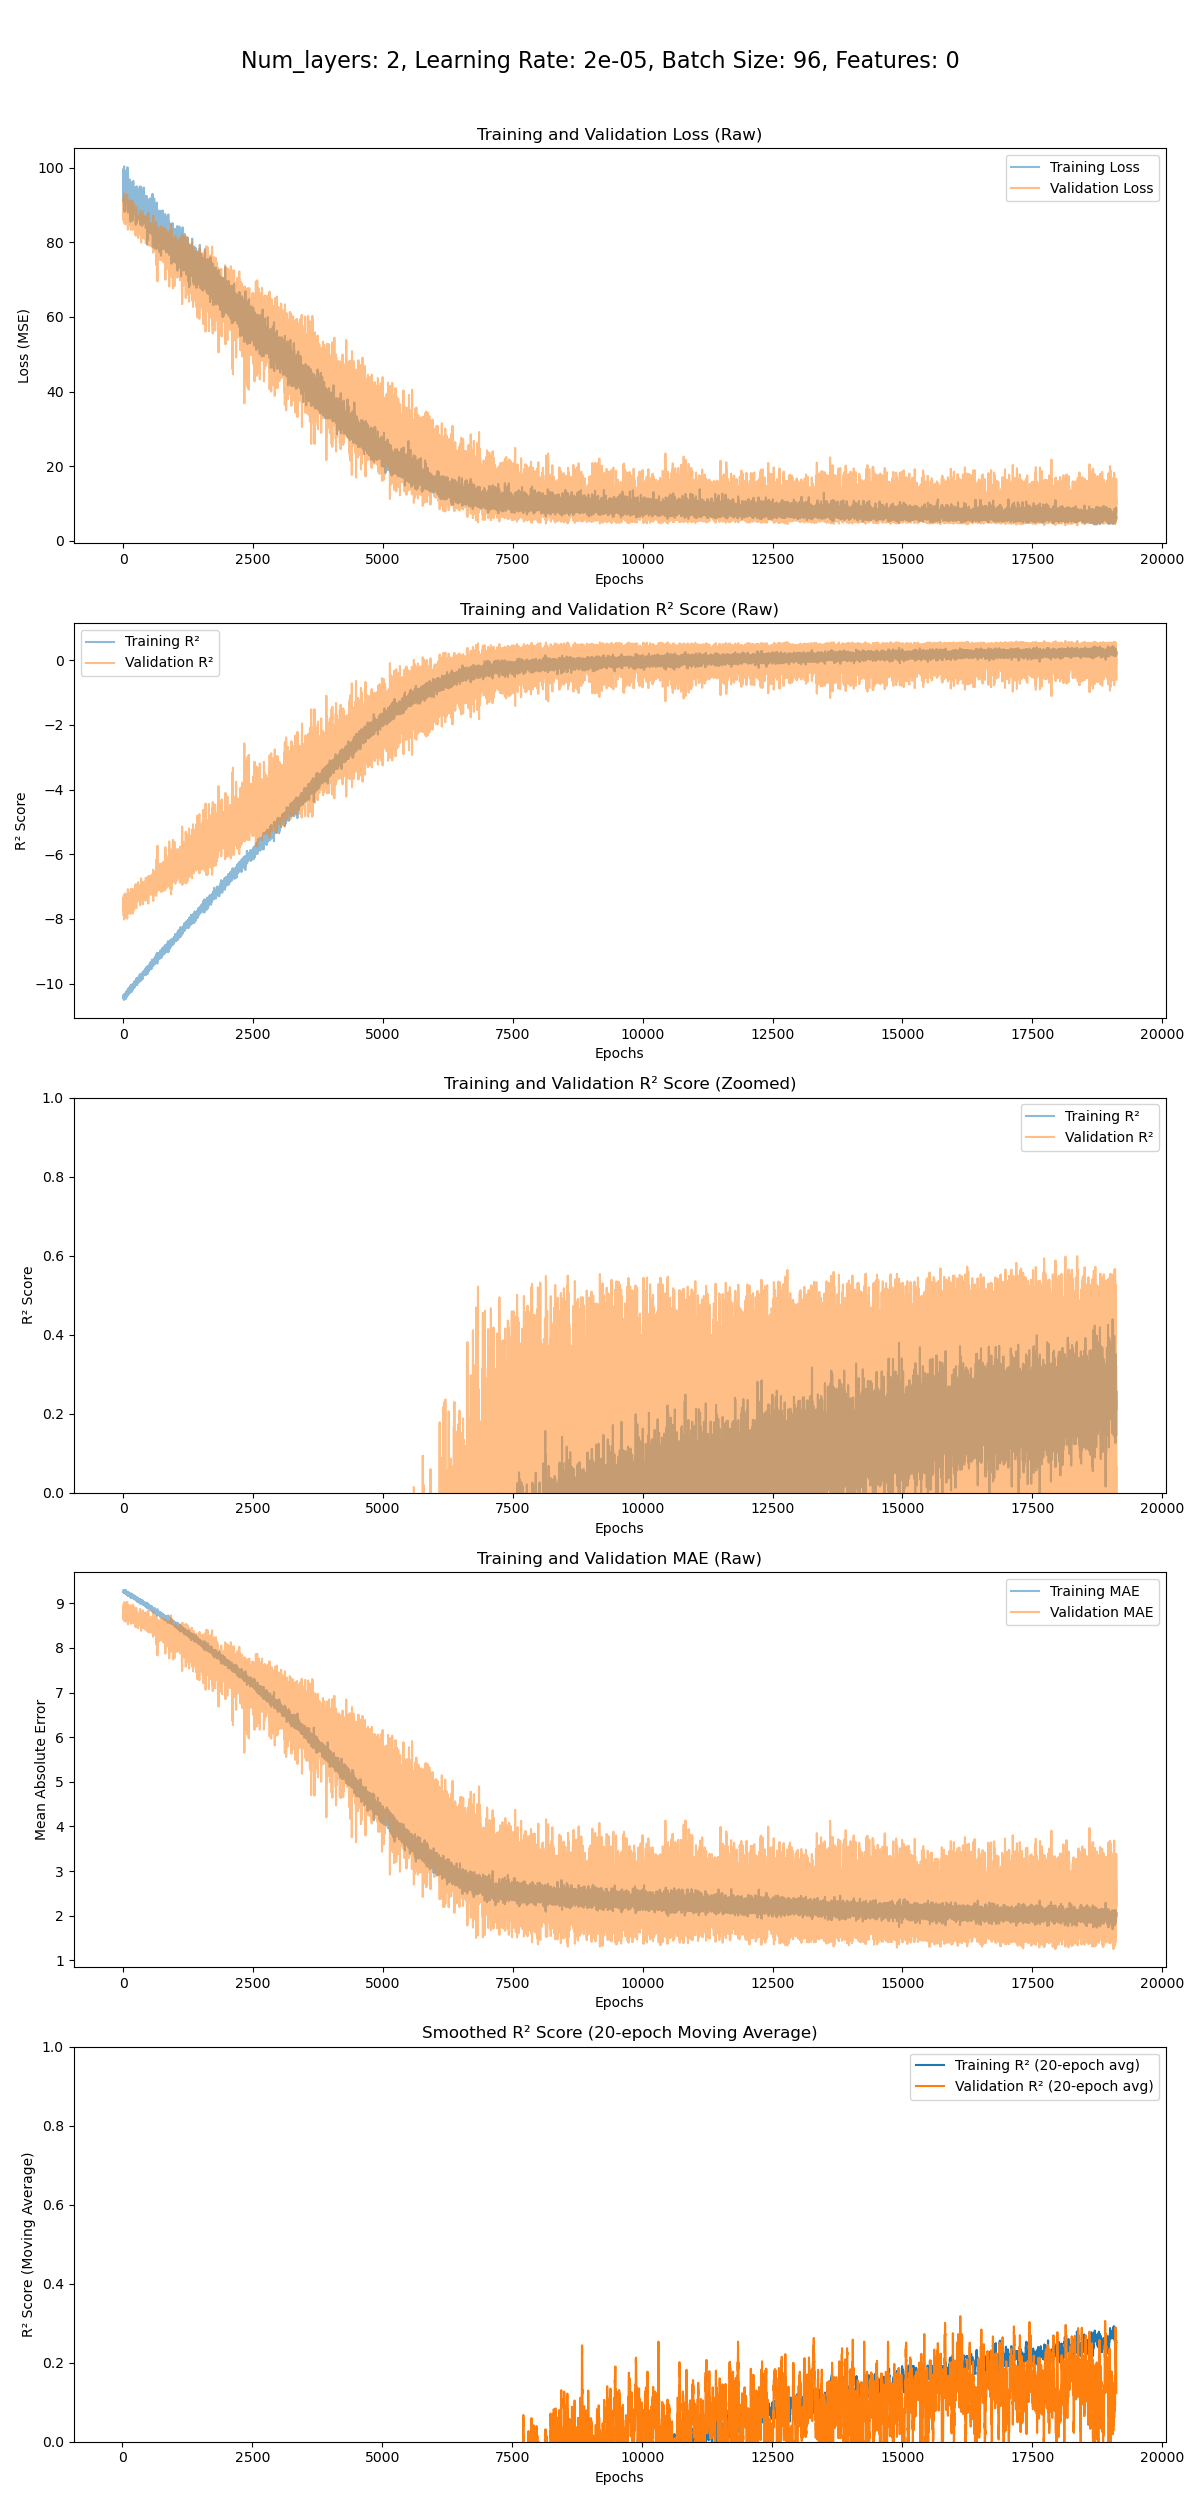 Num_layers: 2, Learning Rate: 2e-05, Batch Size: 96, Features: 0
Training and Validation Loss (Raw)
Training Loss
Validation Loss
Loss (MSE)
100
80
60
40
20
0
0 2500 5000 7500 10000 12500 15000 17500 20000
Epochs
Training and Validation R² Score (Raw)
Training R²
Validation R²
R² Score
0
−2
−4
−6
−8
−10
0 2500 5000 7500 10000 12500 15000 17500 20000
Epochs
Training and Validation R² Score (Zoomed)
Training R²
Validation R²
R² Score
1.0
0.8
0.6
0.4
0.2
0.0
0 2500 5000 7500 10000 12500 15000 17500 20000
Epochs
Training and Validation MAE (Raw)
Training MAE
Validation MAE
Mean Absolute Error
9
8
7
6
5
4
3
2
1
0 2500 5000 7500 10000 12500 15000 17500 20000
Epochs
Smoothed R² Score (20-epoch Moving Average)
Training R² (20-epoch avg)
Validation R² (20-epoch avg)
R² Score (Moving Average)
1.0
0.8
0.6
0.4
0.2
0.0
0 2500 5000 7500 10000 12500 15000 17500 20000
Epochs